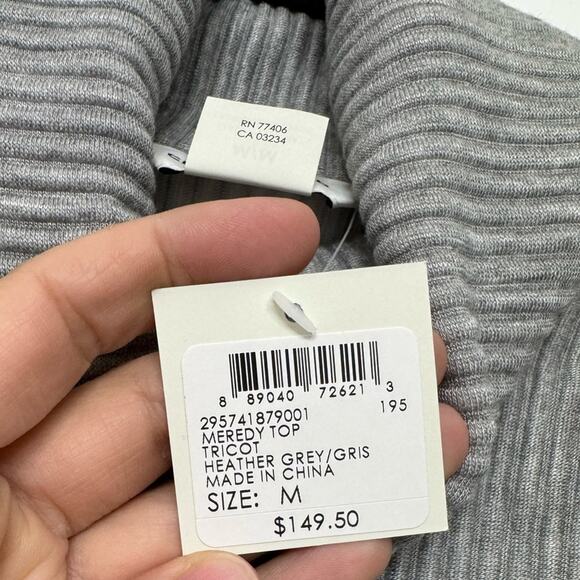 RN 77406
CA 03234
8 89040 72621 3
295741879001 195
MEREDY TOP
TRICOT
HEATHER GREY/GRIS
MADE IN CHINA
SIZE: M
$149.50